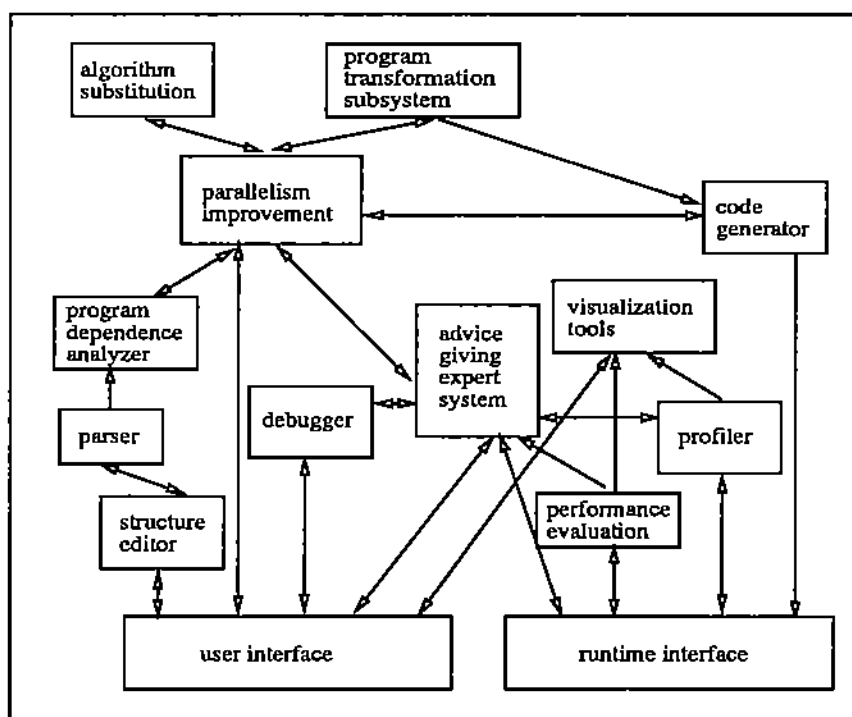 algorithm
substitution
program
transformation
subsystem
parallelism
improvement
code
generator
program
dependence
analyzer
advice
giving
expert
system
visualization
tools
parser
debugger
profiler
structure
editor
performance
evaluation
user interface
runtime interface